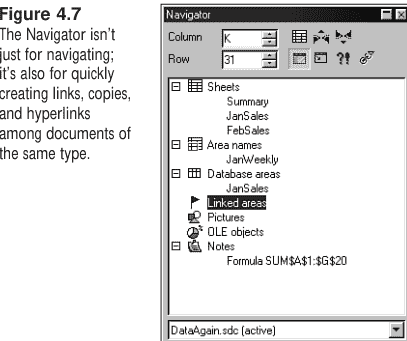 Figure 4.7
The Navigator isn't
just for navigating;
it's also for quickly
creating links, copies,
and hyperlinks
among documents of
the same type.
Navigator
Column K
Row 31
Sheets
Summary
JanSales
FebSales
Area names
JanWeekly
Database areas
JanSales
Linked areas
Pictures
OLE objects
Notes
Formula SUM$A$1:$G$20
DataAgain.sdc (active)